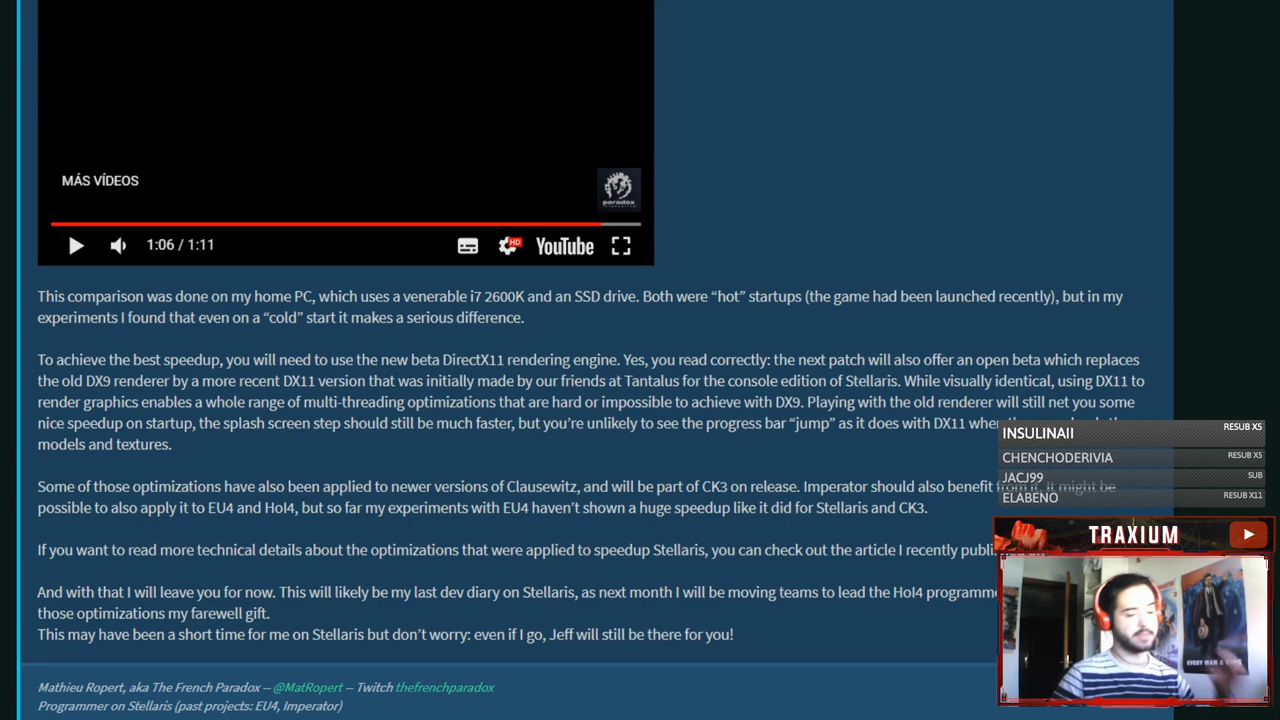 MÁS VÍDEOS
paradox
1:06 / 1:11
HD
YouTube
This comparison was done on my home PC, which uses a venerable i7 2600K and an SSD drive. Both were “hot” startups (the game had been launched recently), but in my
experiments I found that even on a “cold” start it makes a serious difference.
To achieve the best speedup, you will need to use the new beta DirectX11 rendering engine. Yes, you read correctly: the next patch will also offer an open beta which replaces
the old DX9 renderer by a more recent DX11 version that was initially made by our friends at Tantalus for the console edition of Stellaris. While visually identical, using DX11 to
render graphics enables a whole range of multi-threading optimizations that are hard or impossible to achieve with DX9. Playing with the old renderer will still net you some
nice speedup on startup, the splash screen step should still be much faster, but you’re unlikely to see the progress bar “jump” as it does with DX11 when
models and textures.
INSULINAII RESUB X5
CHENCHODERIVIA RESUB X5
JACJ99 SUB
ELABENO RESUB X11
Some of those optimizations have also been applied to newer versions of Clausewitz, and will be part of CK3 on release. Imperator should also benefit from it. It might be
possible to also apply it to EU4 and HoI4, but so far my experiments with EU4 haven’t shown a huge speedup like it did for Stellaris and CK3.
TRAXIUM
If you want to read more technical details about the optimizations that were applied to speedup Stellaris, you can check out the article I recently
And with that I will leave you for now. This will likely be my last dev diary on Stellaris, as next month I will be moving teams to lead the HoI4
those optimizations my farewell gift.
This may have been a short time for me on Stellaris but don’t worry: even if I go, Jeff will still be there for you!
Mathieu Ropert, aka The French Paradox -- @MatRopert -- Twitch thefrenchparadox
Programmer on Stellaris (past projects: EU4, Imperator)